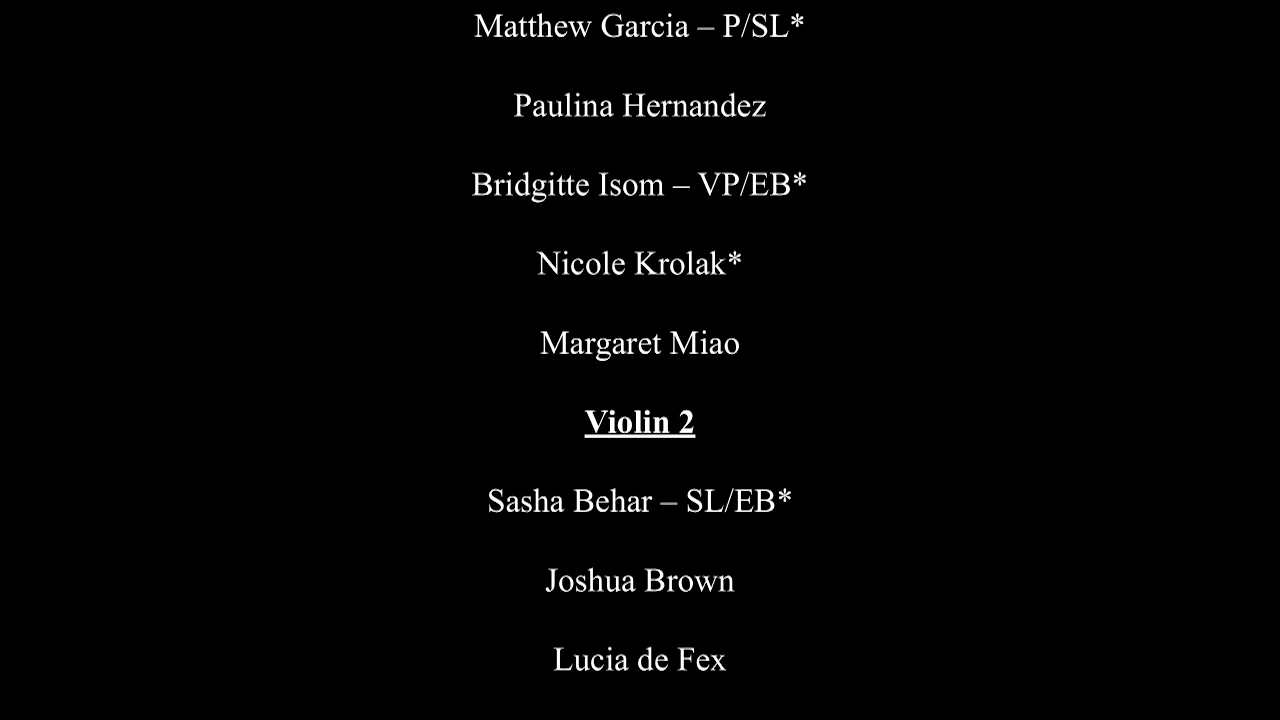 Matthew Garcia – P/SL*
Paulina Hernandez
Bridgitte Isom – VP/EB*
Nicole Krolak*
Margaret Miao
Violin 2
Sasha Behar – SL/EB*
Joshua Brown
Lucia de Fex